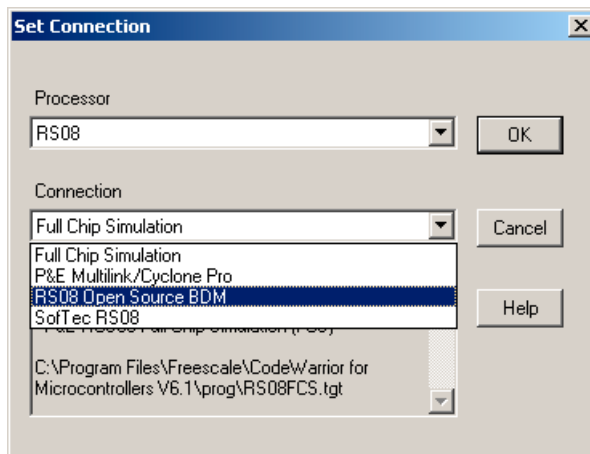 Set Connection
Processor
RS08
OK
Connection
Full Chip Simulation
Cancel
Full Chip Simulation
P&E Multilink/Cyclone Pro
RS08 Open Source BDM
SofTec RS08
Help
C:\Program Files\Freescale\CodeWarrior for
Microcontrollers V6.1\prog\RS08FCS.tgt